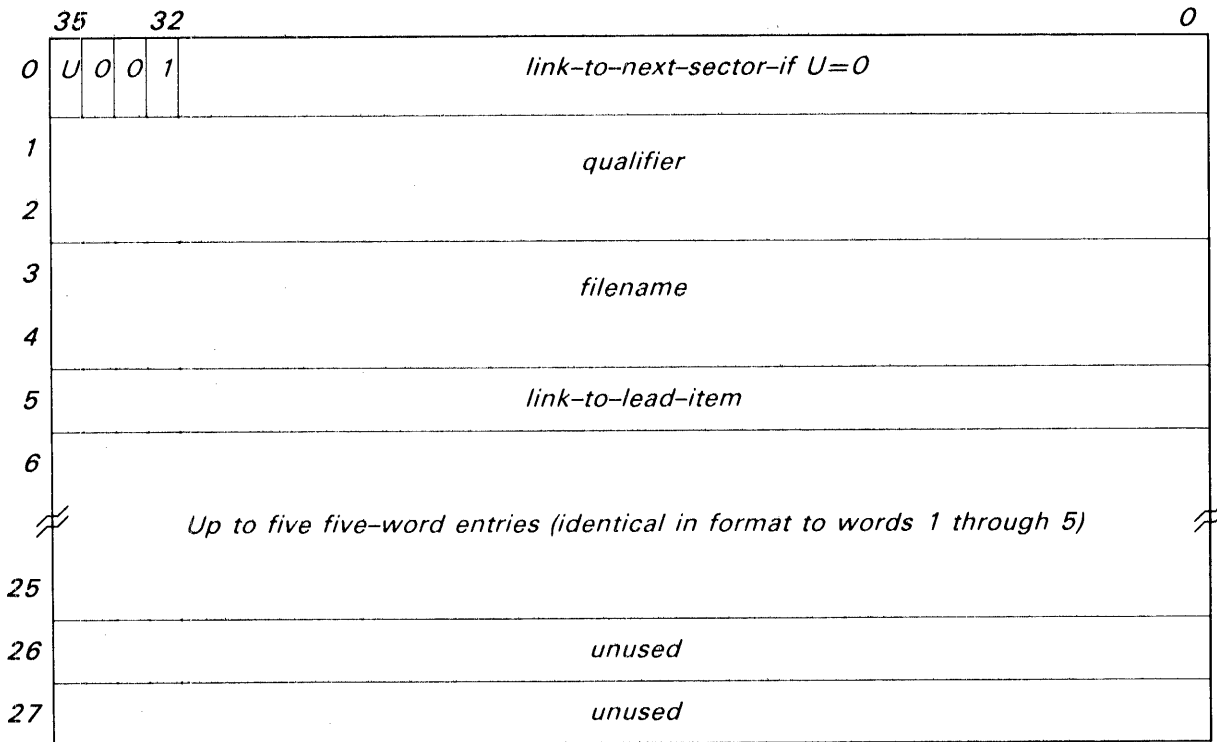 35 32 0
0 U 0 0 1 link-to-next-sector-if U=0
1 qualifier
2
3 filename
4
5 link-to-lead-item
6
Up to five five-word entries (identical in format to words 1 through 5)
25
26 unused
27 unused